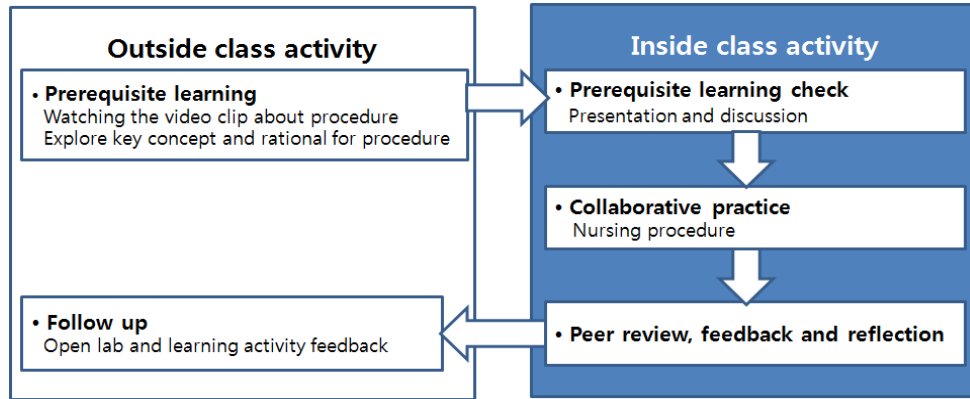 Outside class activity
• Prerequisite learning
Watching the video clip about procedure
Explore key concept and rational for procedure
Inside class activity
• Prerequisite learning check
Presentation and discussion
• Collaborative practice
Nursing procedure
• Peer review, feedback and reflection
• Follow up
Open lab and learning activity feedback